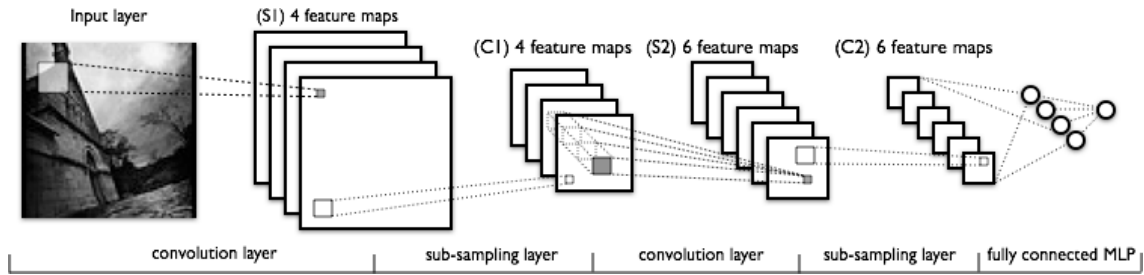 Input layer
(S1) 4 feature maps
(C1) 4 feature maps
(S2) 6 feature maps
(C2) 6 feature maps
convolution layer
sub-sampling layer
convolution layer
sub-sampling layer
fully connected MLP